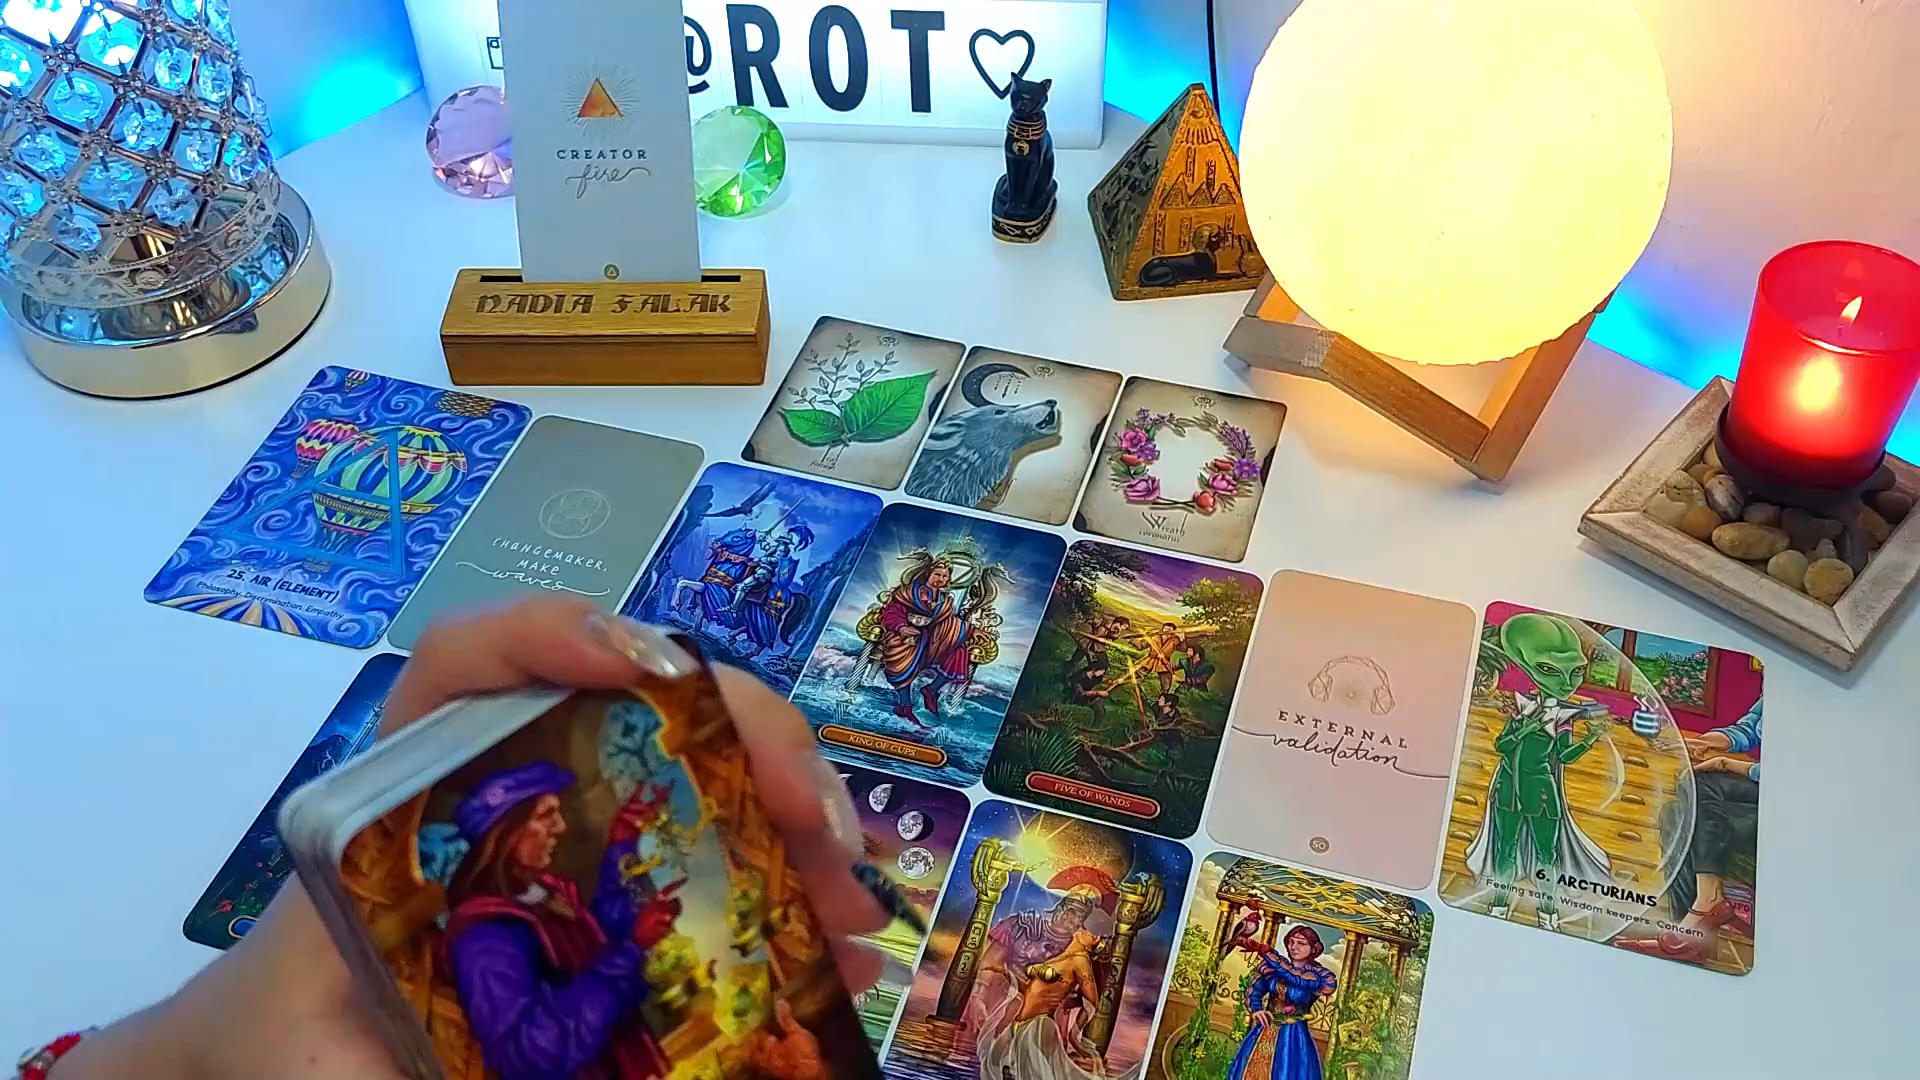 @ROT♡
CREATOR
fire
NADIA FALAK
25. AIR (ELEMENT)
Philosophy. Discrimination. Empathy
CHANGEMAKER,
MAKE
waves
KING OF CUPS
FIVE OF WANDS
EXTERNAL
validation
50
6. ARCTURIANS
Feeling safe. Wisdom keepers. Concern